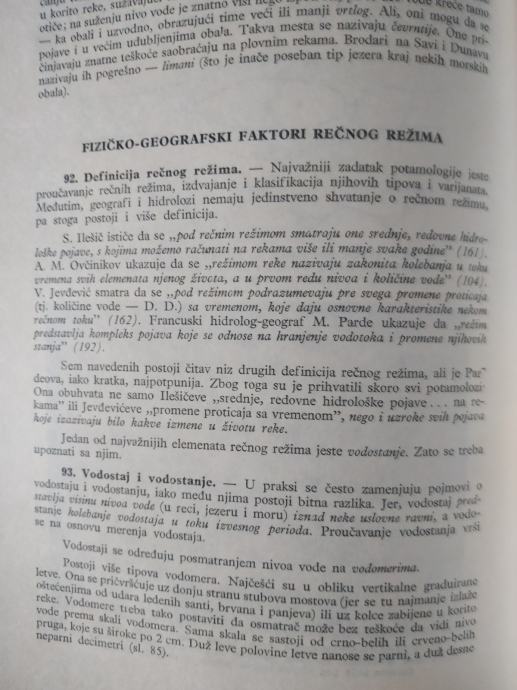 u korito reke, sužavajući
otiče; na suženju nivo vode je znatno viši nego
— ka obali i uzvodno, obrazujući time veći ili manji vrtlog. Ali, oni mogu da se
pojave i u većim udubljenjima obala. Takva mesta se nazivaju čevrntije. One pri-
činjavaju znatne teškoće saobraćaju na plovnim rekama. Brodari na Savi i Dunavu
nazivaju ih pogrešno — limani (što je inače poseban tip jezera kraj nekih morskih
obala).
FIZIČKO-GEOGRAFSKI FAKTORI REČNOG REŽIMA
92. Definicija rečnog režima. — Najvažniji zadatak potamologije jeste
proučavanje rečnih režima, izdvajanje i klasifikacija njihovih tipova i varijanata.
Međutim, geografi i hidrolozi nemaju jedinstveno shvatanje o rečnom režimu,
pa stoga postoji i više definicija.
S. Ilešič ističe da se „pod rečnim režimom smatraju one srednje, redovne hidro-
loške pojave, s kojima možemo računati na rekama više ili manje svake godine” (161).
A. M. Ovčinikov ukazuje da se „režimom reke nazivaju zakonita kolebanja u toku
vremena svih elemenata njenog života, a u prvom redu nivoa i količine vode” (104).
V. Jevđević smatra da se „pod režimom podrazumevaju pre svega promene proticaja
(tj. količine vode — D. D.) sa vremenom, koje daju osnovne karakteristike nekom
rečnom toku” (162). Francuski hidrolog-geograf M. Parde ukazuje da „režim
predstavlja kompleks pojava koje se odnose na hranjenje vodotoka i promene njihovih
stanja” (192).
Sem navedenih postoji čitav niz drugih definicija rečnog režima, ali je Par-
deova, iako kratka, najpotpunija. Zbog toga su je prihvatili skoro svi potamolozi.
Ona obuhvata ne samo Ilešičeve „srednje, redovne hidrološke pojave . . . na re-
kama” ili Jevđevićeve „promene proticaja sa vremenom”, nego i uzroke svih pojava
koje izazivaju bilo kakve izmene u životu reke.
Jedan od najvažnijih elemenata rečnog režima jeste vodostanje. Zato se treba
upoznati sa njim.
93. Vodostaj i vodostanje. — U praksi se često zamenjuju pojmovi o
vodostaju i vodostanju, iako među njima postoji bitna razlika. Jer, vodostaj pred-
stavlja visinu nivoa vode (u reci, jezeru i moru) iznad neke uslovne ravni, a vodo-
stanje kolebanje vodostaja u toku izvesnog perioda. Proučavanje vodostanja vrši
se na osnovu merenja vodostaja.
Vodostaji se određuju posmatranjem nivoa vode na vodomerima.
Postoji više tipova vodomera. Najčešći su u obliku vertikalne graduirane
letve. Ona se pričvršćuje uz donju stranu stubova mostova (jer se tu najmanje izlaže
oštećenjima od udara ledenih santi, brvana i panjeva) ili uz kolce zabijene u korito
reke. Vodomere treba tako postaviti da osmatrač može bez teškoće da vidi nivo
vode prema skali vodomera. Sama skala se sastoji od crno-belih ili crveno-belih
pruga, koje su široke po 2 cm. Duž leve polovine letve nanose se parni, a duž desne
neparni decimetri (sl. 85).